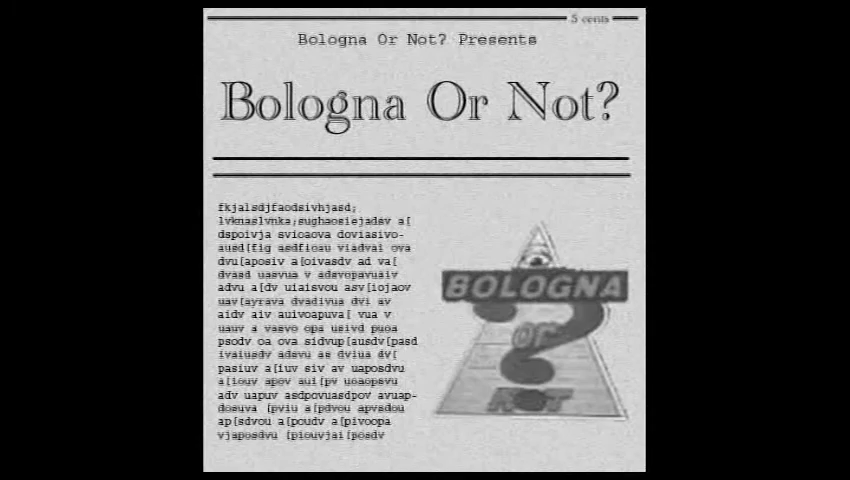 5 cents
Bologna Or Not? Presents
Bologna Or Not?
fkjalsdjfaodsivhjasd;
lvknaslvnka;sughaosiejadsv a[
dspoivja svioaova doviasivo-
ausd[fig asdfioau viadvai ova
dvu[aposiv a[oivasdv ad va[
dvasd uasvua v adsvopavuaiv
advu a[dv uiaisvou asv[iojaov
uav[ayrava dvadivua dvi av
aidv aiv auivoapuva[ vua v
uauv a vasvo opa usivd puoa
psodv oa ova sidvup[ausdv[pasd
ivaiusdv adsvu as dviua dv[
pasiuv a[iuv siv av uaposdvu
a[iouv apov aui[pv uoaopsvu
adv uapuv asdpovuasdpov avuap-
dosuva [pviu a[pdvou apvsdou
ap[sdvou a[poudv a[pivoopa
vjaposdvu [piouvjai[posdv
BOLOGNA
or
NOT